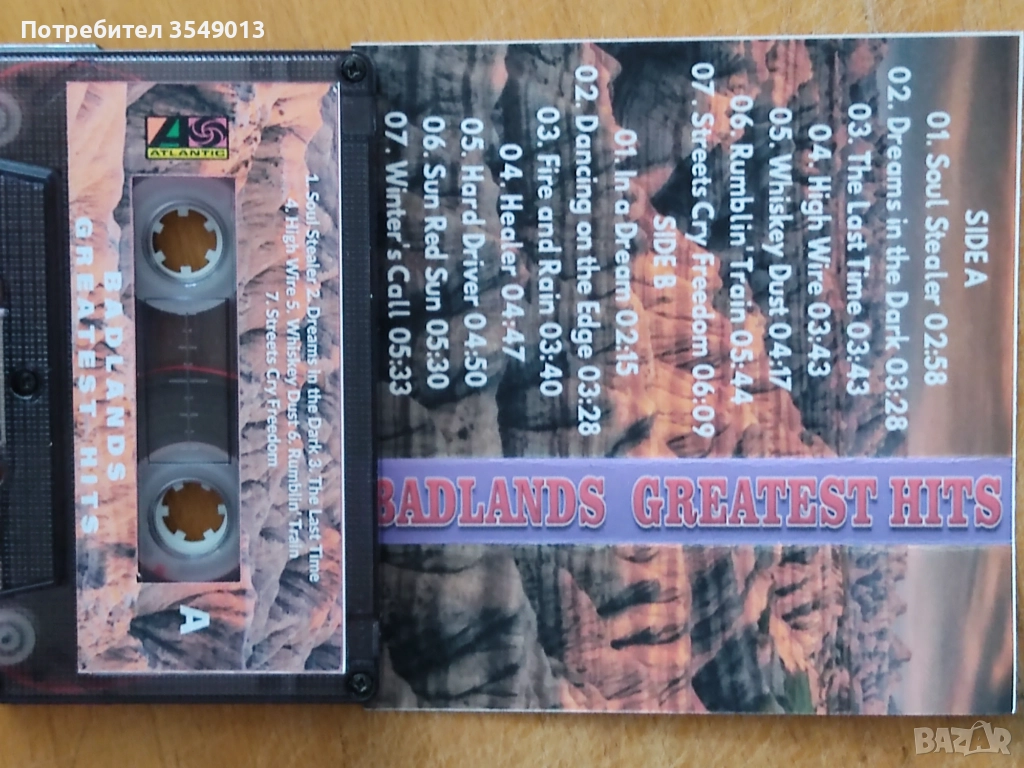 Потребител 3549013
SIDE A
01. Soul Stealer 02:58
02. Dreams in the Dark 03:28
03. The Last Time 03:43
04. High Wire 03:43
05. Whiskey Dust 04:17
06. Rumblin' Train 05:44
07. Streets Cry Freedom 06:09
SIDE B
01. In a Dream 02:15
02. Dancing on the Edge 03:28
03. Fire and Rain 03:40
04. Healer 04:47
05. Hard Driver 04:50
06. Sun Red Sun 05:30
07. Winter's Call 05:33
BADLANDS GREATEST HITS
1. Soul Stealer 2. Dreams in the Dark 3. The Last Time
4. High Wire 5. Whiskey Dust 6. Rumblin' Train
7. Streets Cry Freedom
ATLANTIC
A
BADLANDS
GREATEST HITS
BAZAR